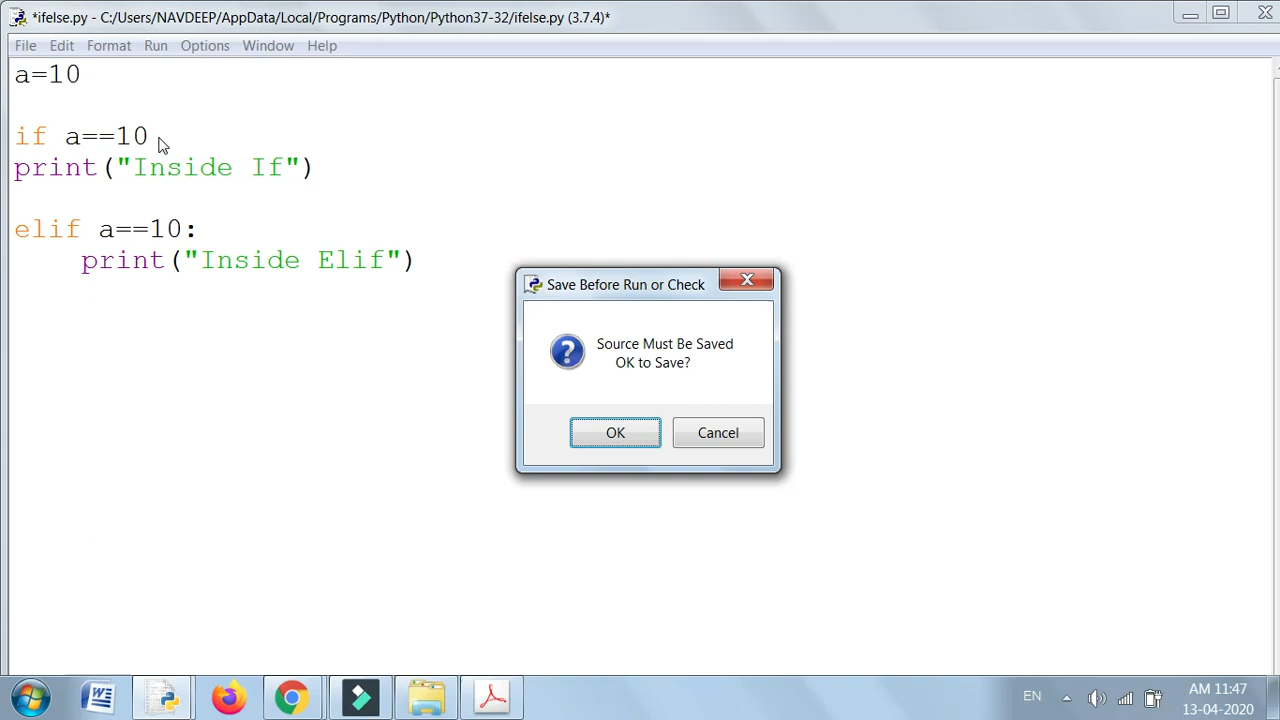 *ifelse.py - C:/Users/NAVDEEP/AppData/Local/Programs/Python/Python37-32/ifelse.py (3.7.4)*
File Edit Format Run Options Window Help
a=10
if a==10
print("Inside If")
elif a==10:
    print("Inside Elif")
Save Before Run or Check
Source Must Be Saved
OK to Save?
OK Cancel
EN AM 11:47
13-04-2020